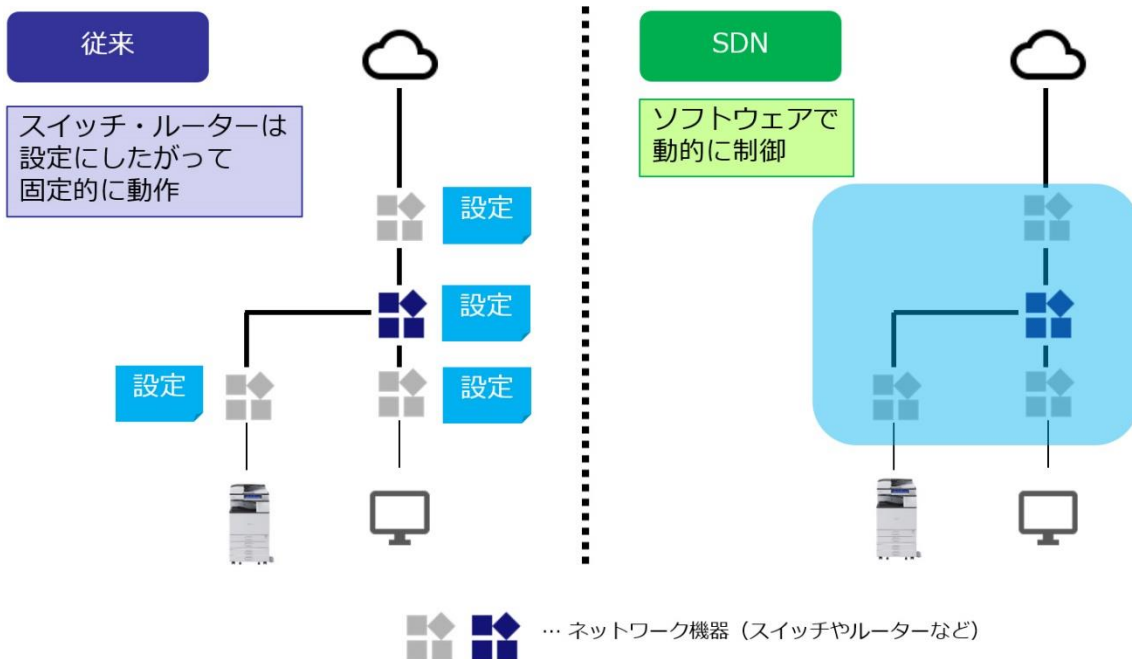 従来
スイッチ・ルーターは
設定にしたがって
固定的に動作
設定
設定
設定
設定
SDN
ソフトウェアで
動的に制御
… ネットワーク機器（スイッチやルーターなど）